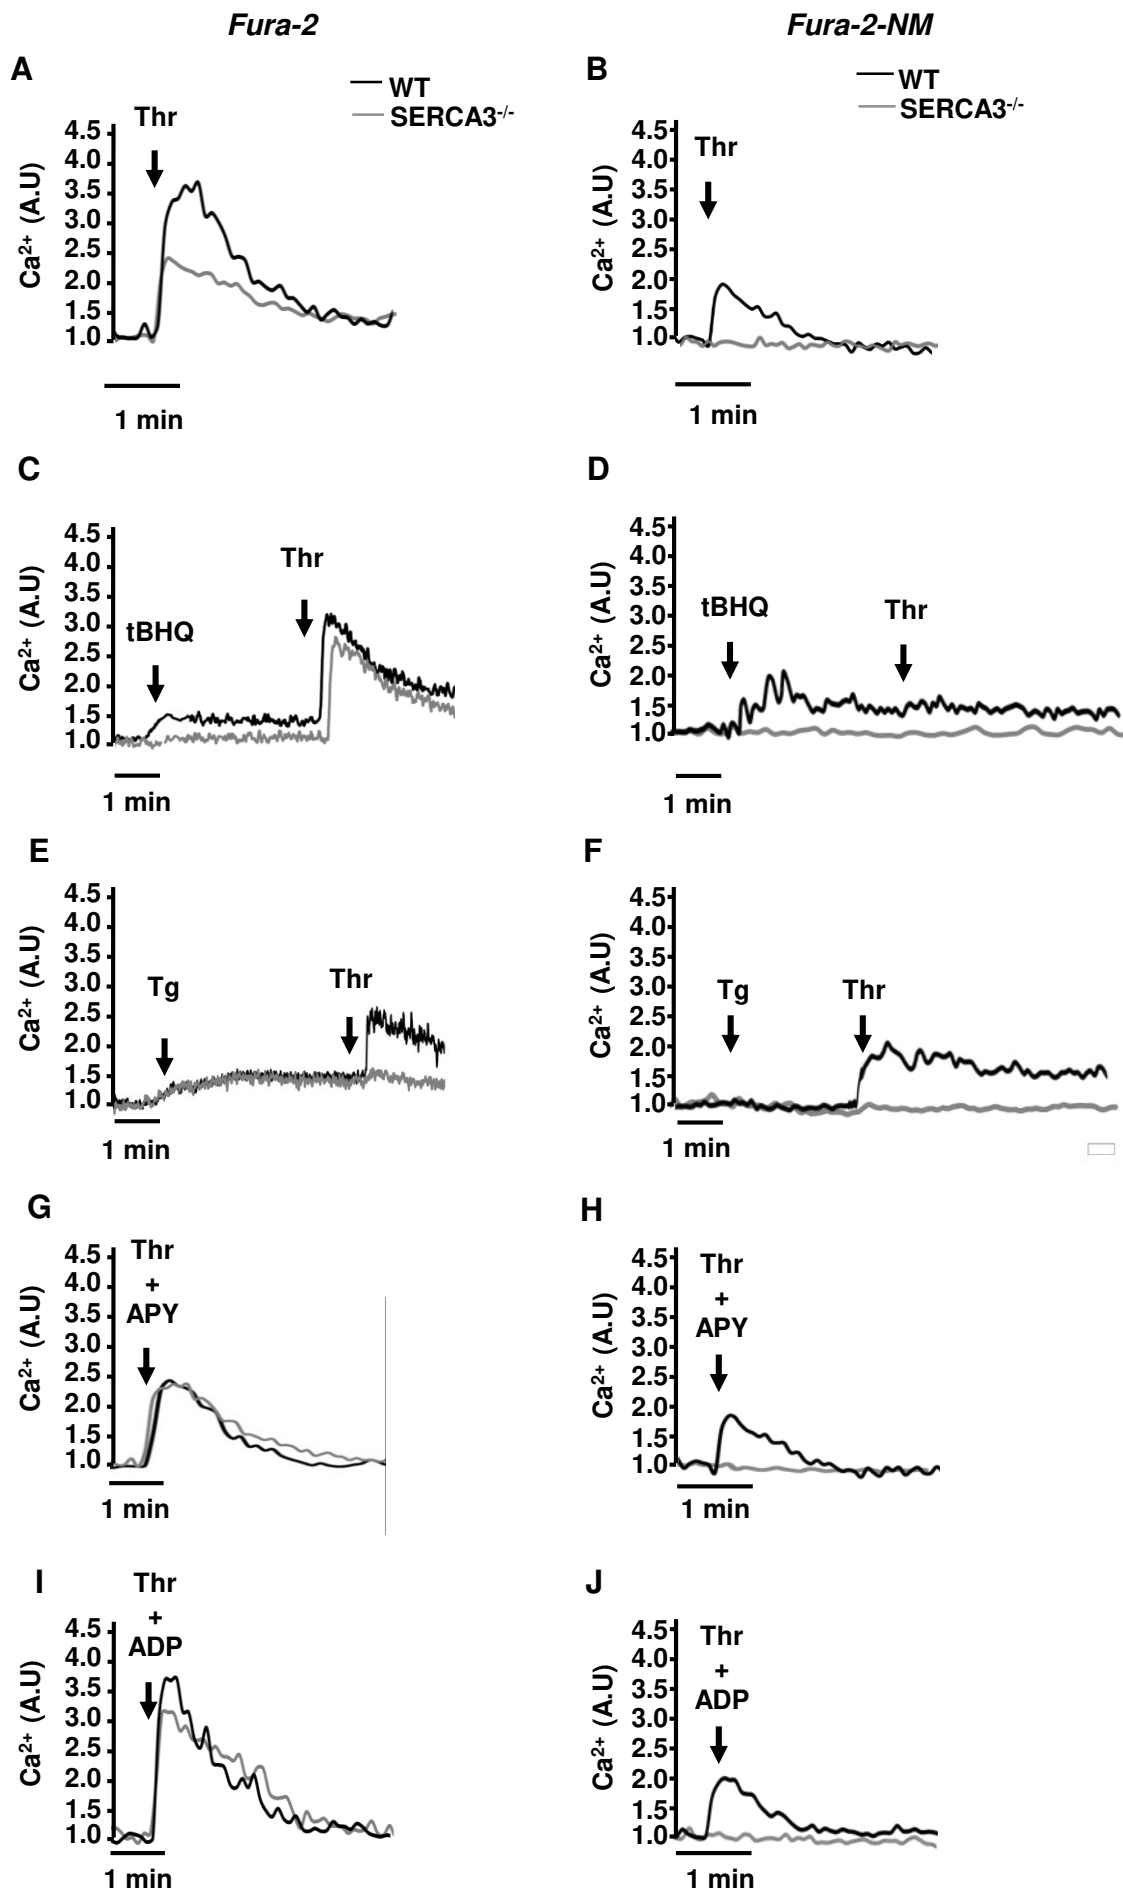 Fura-2
Fura-2-NM
A
WT
SERCA3-/-
Thr
4.5
4.0
3.5
3.0
2.5
2.0
1.5
1.0
Ca2+ (A.U)
1 min
B
WT
SERCA3-/-
Thr
4.5
4.0
3.5
3.0
2.5
2.0
1.5
1.0
Ca2+ (A.U)
1 min
C
Thr
tBHQ
4.5
4.0
3.5
3.0
2.5
2.0
1.5
1.0
Ca2+ (A.U)
1 min
D
tBHQ
Thr
4.5
4.0
3.5
3.0
2.5
2.0
1.5
1.0
Ca2+ (A.U)
1 min
E
Tg
Thr
4.5
4.0
3.5
3.0
2.5
2.0
1.5
1.0
Ca2+ (A.U)
1 min
F
Tg
Thr
4.5
4.0
3.5
3.0
2.5
2.0
1.5
1.0
Ca2+ (A.U)
1 min
G
Thr
+
APY
4.5
4.0
3.5
3.0
2.5
2.0
1.5
1.0
Ca2+ (A.U)
1 min
H
Thr
+
APY
4.5
4.0
3.5
3.0
2.5
2.0
1.5
1.0
Ca2+ (A.U)
1 min
I
Thr
+
ADP
4.5
4.0
3.5
3.0
2.5
2.0
1.5
1.0
Ca2+ (A.U)
1 min
J
Thr
+
ADP
4.5
4.0
3.5
3.0
2.5
2.0
1.5
1.0
Ca2+ (A.U)
1 min